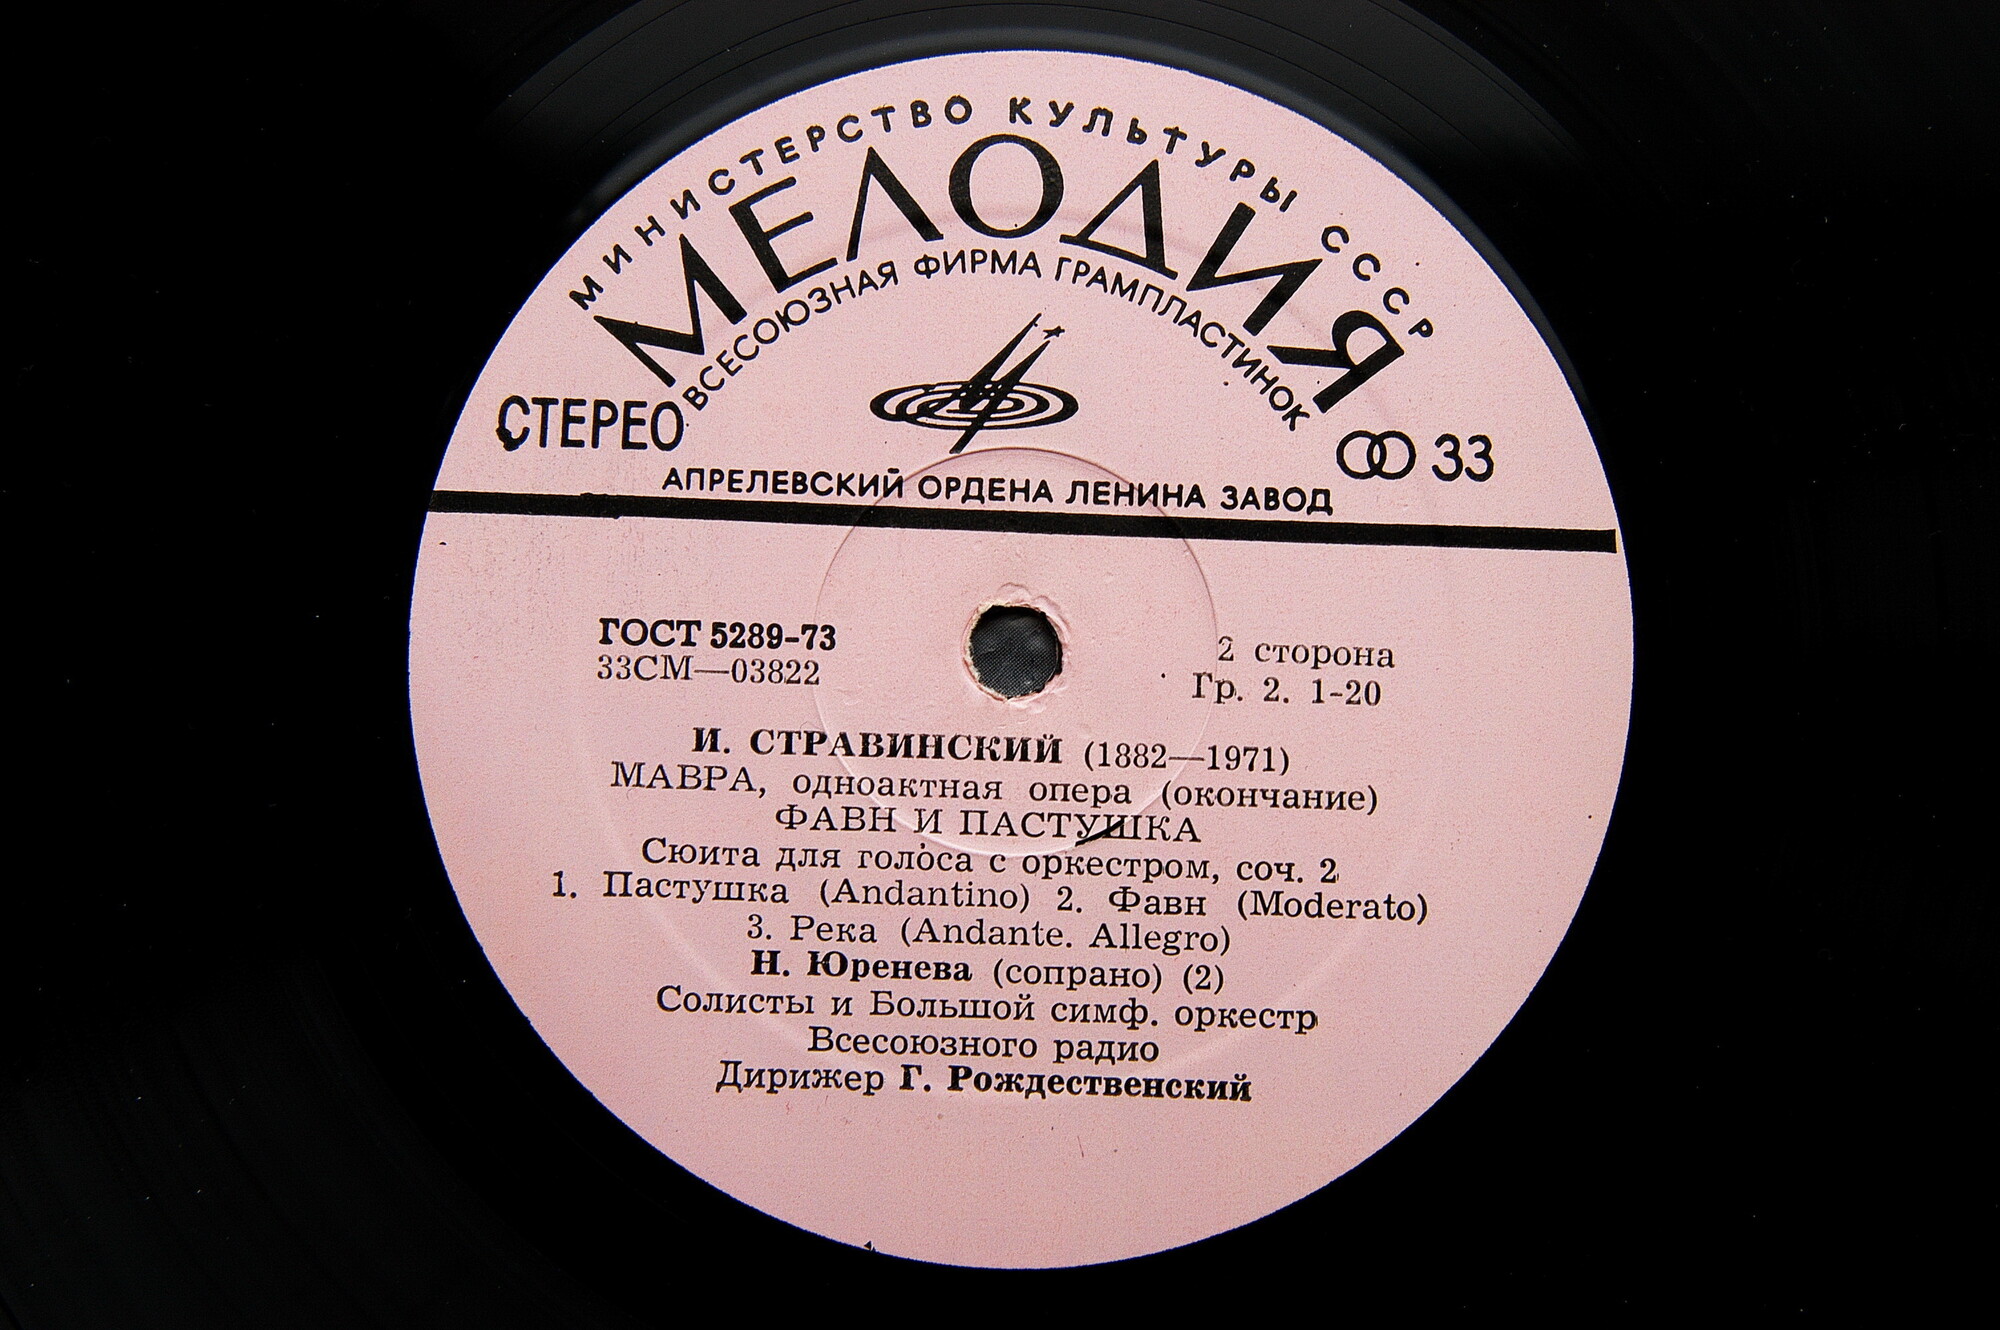 МИНИСТЕРСТВО КУЛЬТУРЫ СССР
МЕЛОДИЯ
ВСЕСОЮЗНАЯ ФИРМА ГРАМПЛАСТИНОК
СТЕРЕО
33
АПРЕЛЕВСКИЙ ОРДЕНА ЛЕНИНА ЗАВОД
ГОСТ 5289-73
33СМ—03822
2 сторона
Гр. 2. 1-20
И. СТРАВИНСКИЙ (1882—1971)
МАВРА, одноактная опера (окончание)
ФАВН И ПАСТУШКА
Сюита для голоса с оркестром, соч. 2
1. Пастушка (Andantino) 2. Фавн (Moderato)
3. Река (Andante. Allegro)
Н. Юренева (сопрано) (2)
Солисты и Большой симф. оркестр
Всесоюзного радио
Дирижер Г. Рождественский